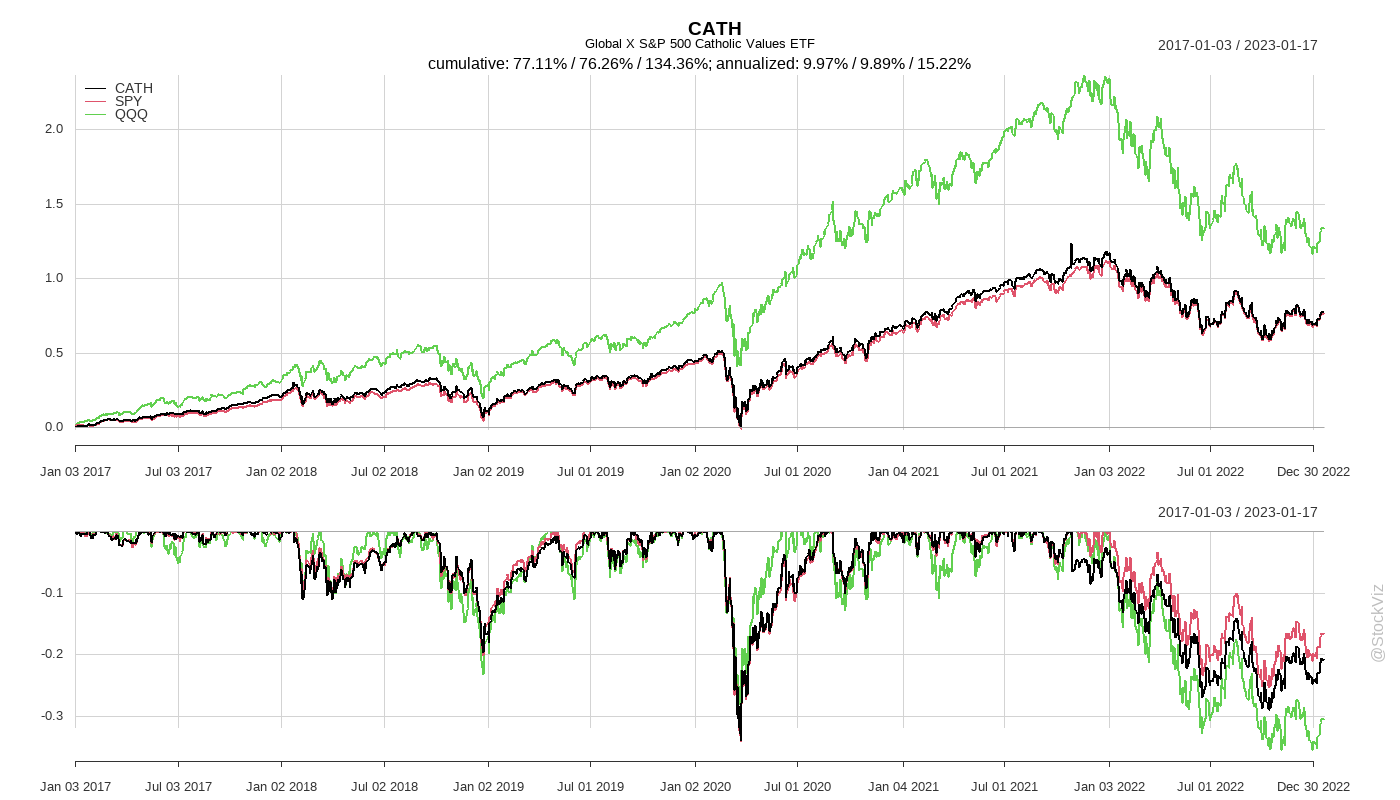 CATH
Global X S&P 500 Catholic Values ETF
2017-01-03 / 2023-01-17
cumulative: 77.11% / 76.26% / 134.36%; annualized: 9.97% / 9.89% / 15.22%
CATH
SPY
QQQ
2.0
1.5
1.0
0.5
0.0
Jan 03 2017 Jul 03 2017 Jan 02 2018 Jul 02 2018 Jan 02 2019 Jul 01 2019 Jan 02 2020 Jul 01 2020 Jan 04 2021 Jul 01 2021 Jan 03 2022 Jul 01 2022 Dec 30 2022
2017-01-03 / 2023-01-17
-0.1
-0.2
-0.3
Jan 03 2017 Jul 03 2017 Jan 02 2018 Jul 02 2018 Jan 02 2019 Jul 01 2019 Jan 02 2020 Jul 01 2020 Jan 04 2021 Jul 01 2021 Jan 03 2022 Jul 01 2022 Dec 30 2022
@StockViz